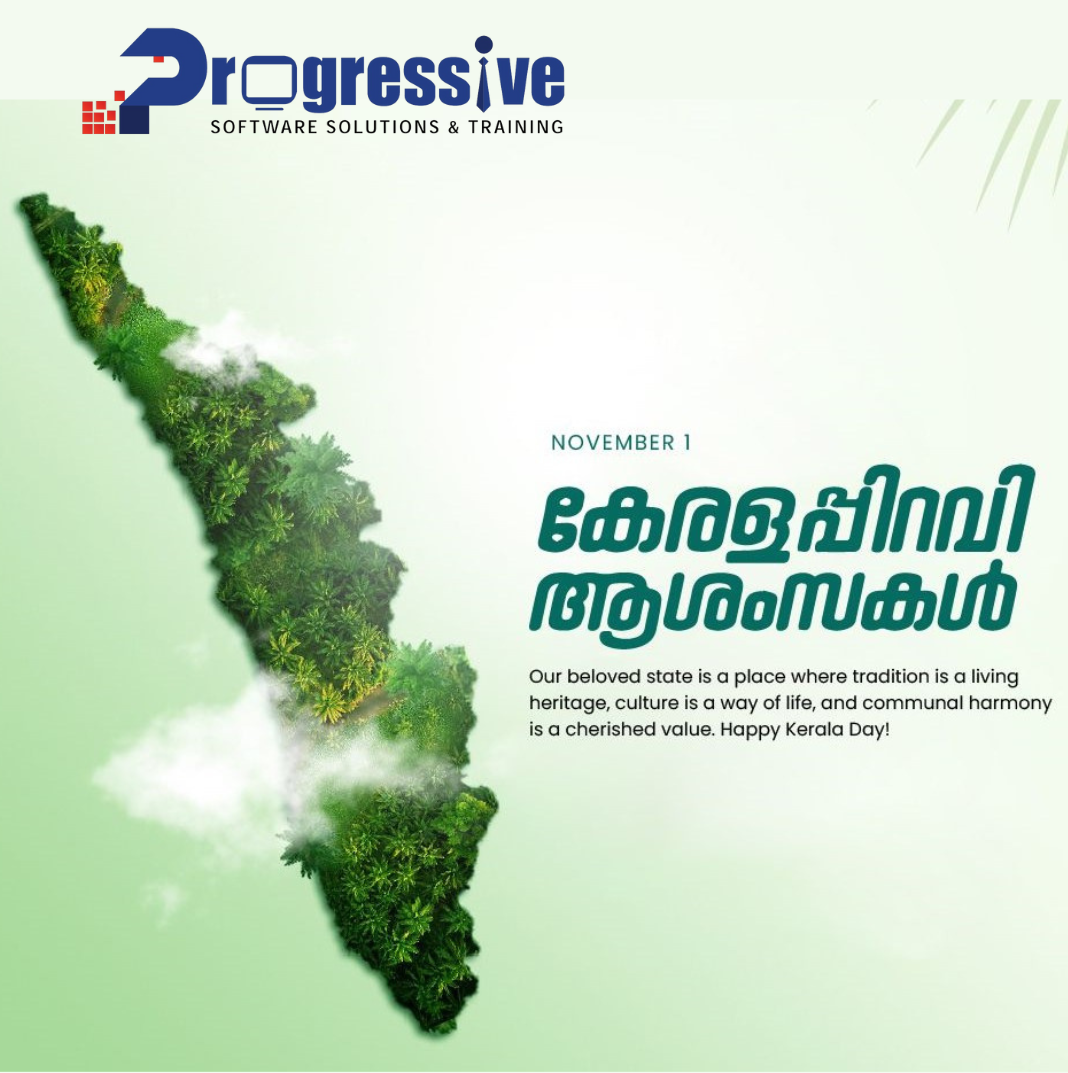 Progressive
SOFTWARE SOLUTIONS & TRAINING
NOVEMBER 1
കേരളപ്പിറവി
ആശംസകൾ
Our beloved state is a place where tradition is a living
heritage, culture is a way of life, and communal harmony
is a cherished value. Happy Kerala Day!